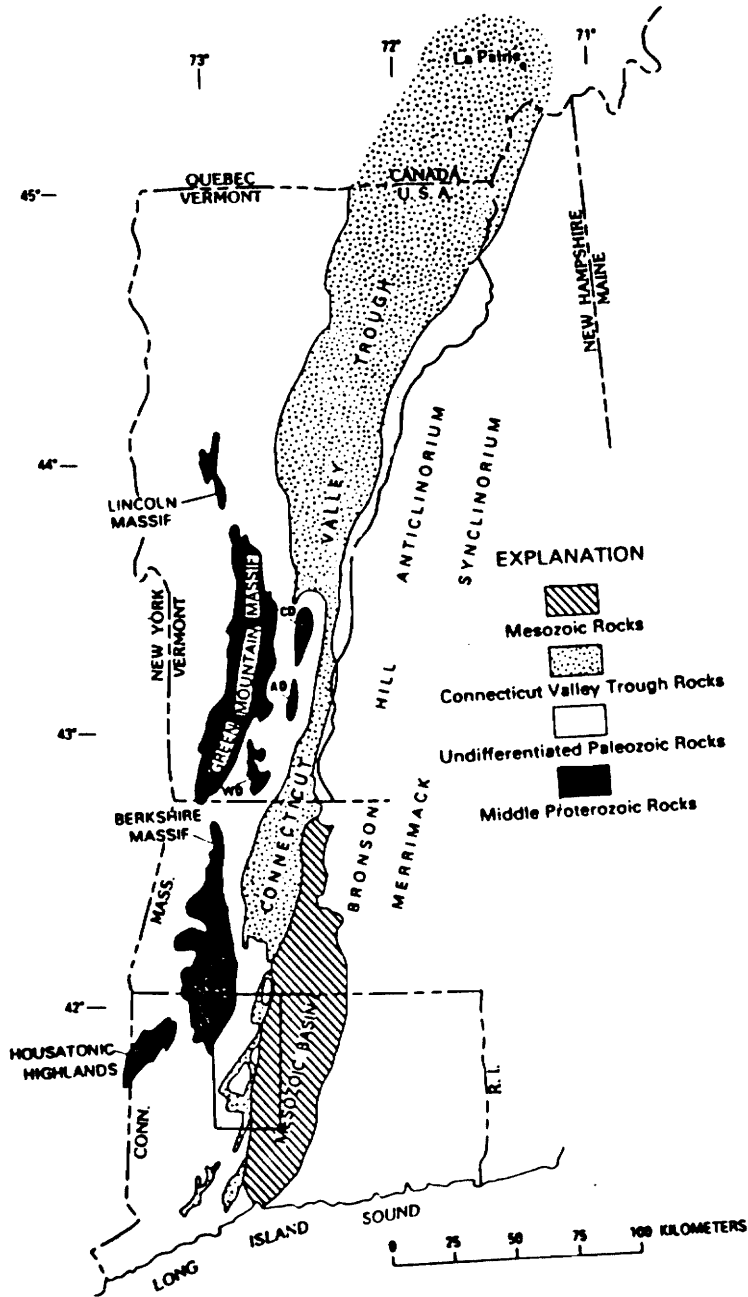 73°
72°
71°
La Patrie
QUEBEC
VERMONT
CANADA
U.S.A.
45°
NEW HAMPSHIRE
MAINE
CONNECTICUT VALLEY TROUGH
44°
LINCOLN
MASSIF
BRONSON HILL ANTICLINORIUM
MERRIMACK SYNCLINORIUM
EXPLANATION
Mesozoic Rocks
Connecticut Valley Trough Rocks
Undifferentiated Paleozoic Rocks
Middle Proterozoic Rocks
NEW YORK
VERMONT
GREEN MOUNTAIN MASSIF
CD
AD
WD
43°
BERKSHIRE
MASSIF
MASS.
42°
MESOZOIC BASIN
HOUSATONIC
HIGHLANDS
CONN.
R.I.
LONG ISLAND SOUND
0 25 50 75 100 KILOMETERS